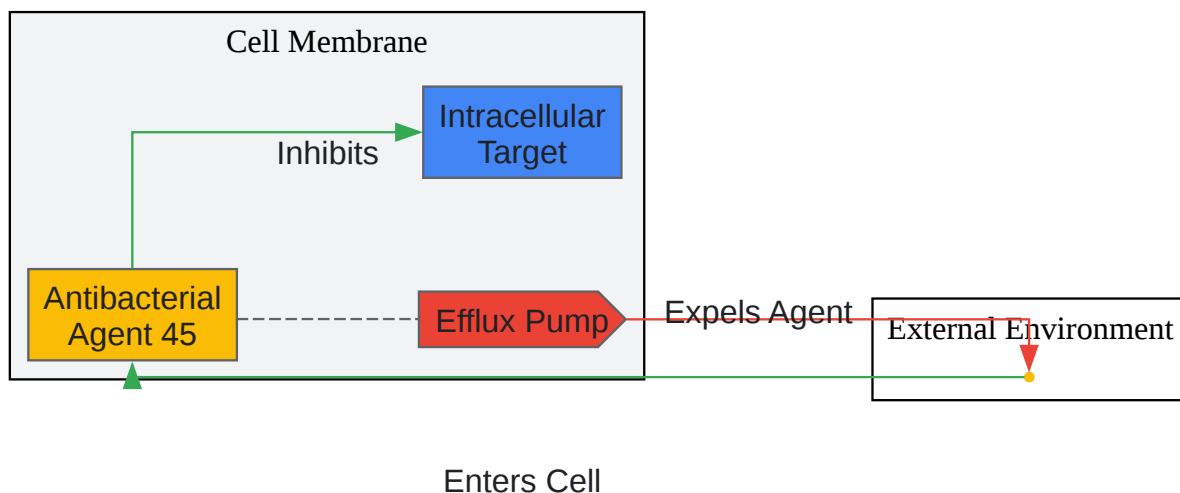 Cell Membrane
Intracellular
Target
Inhibits
Antibacterial
Agent 45
Efflux Pump
Expels Agent
External Environment
Enters Cell